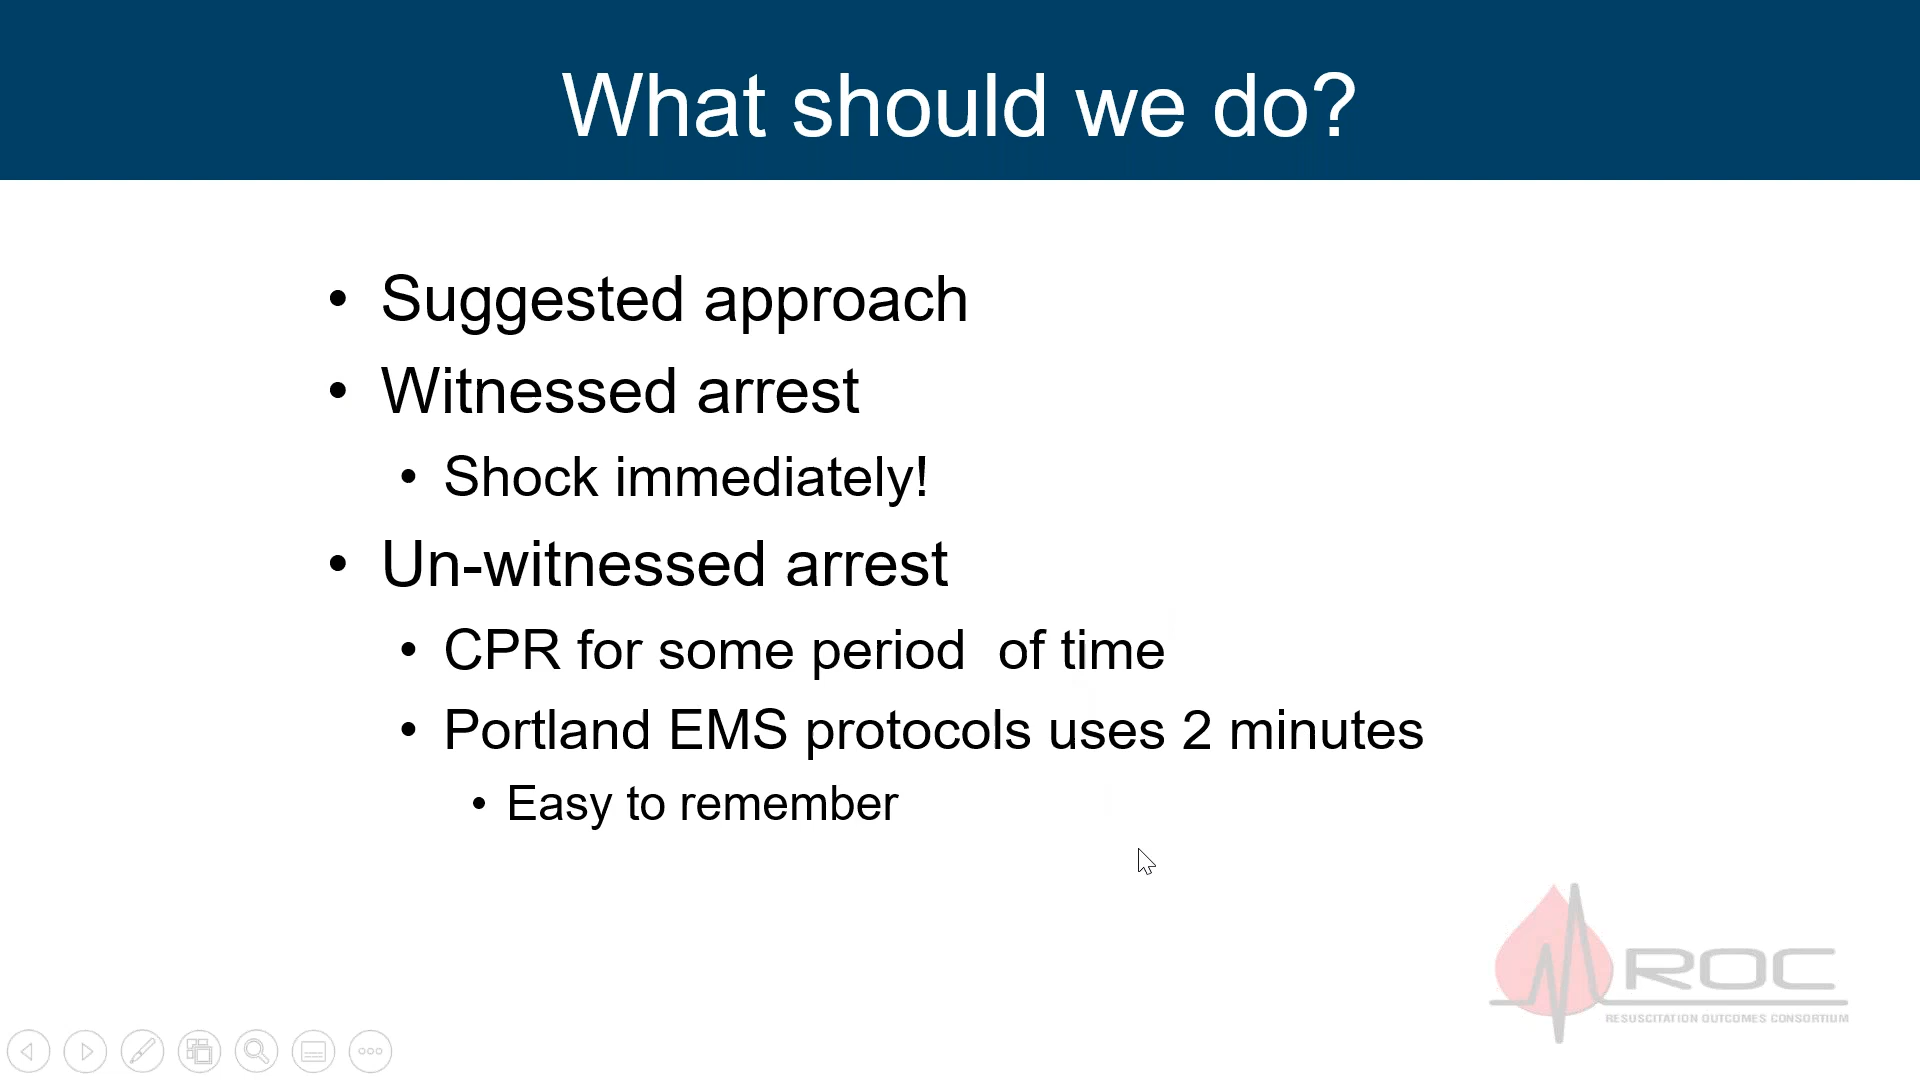 What should we do?
• Suggested approach
• Witnessed arrest
• Shock immediately!
• Un-witnessed arrest
• CPR for some period  of time
• Portland EMS protocols uses 2 minutes
• Easy to remember
ROC
RESUSCITATION OUTCOMES CONSORTIUM